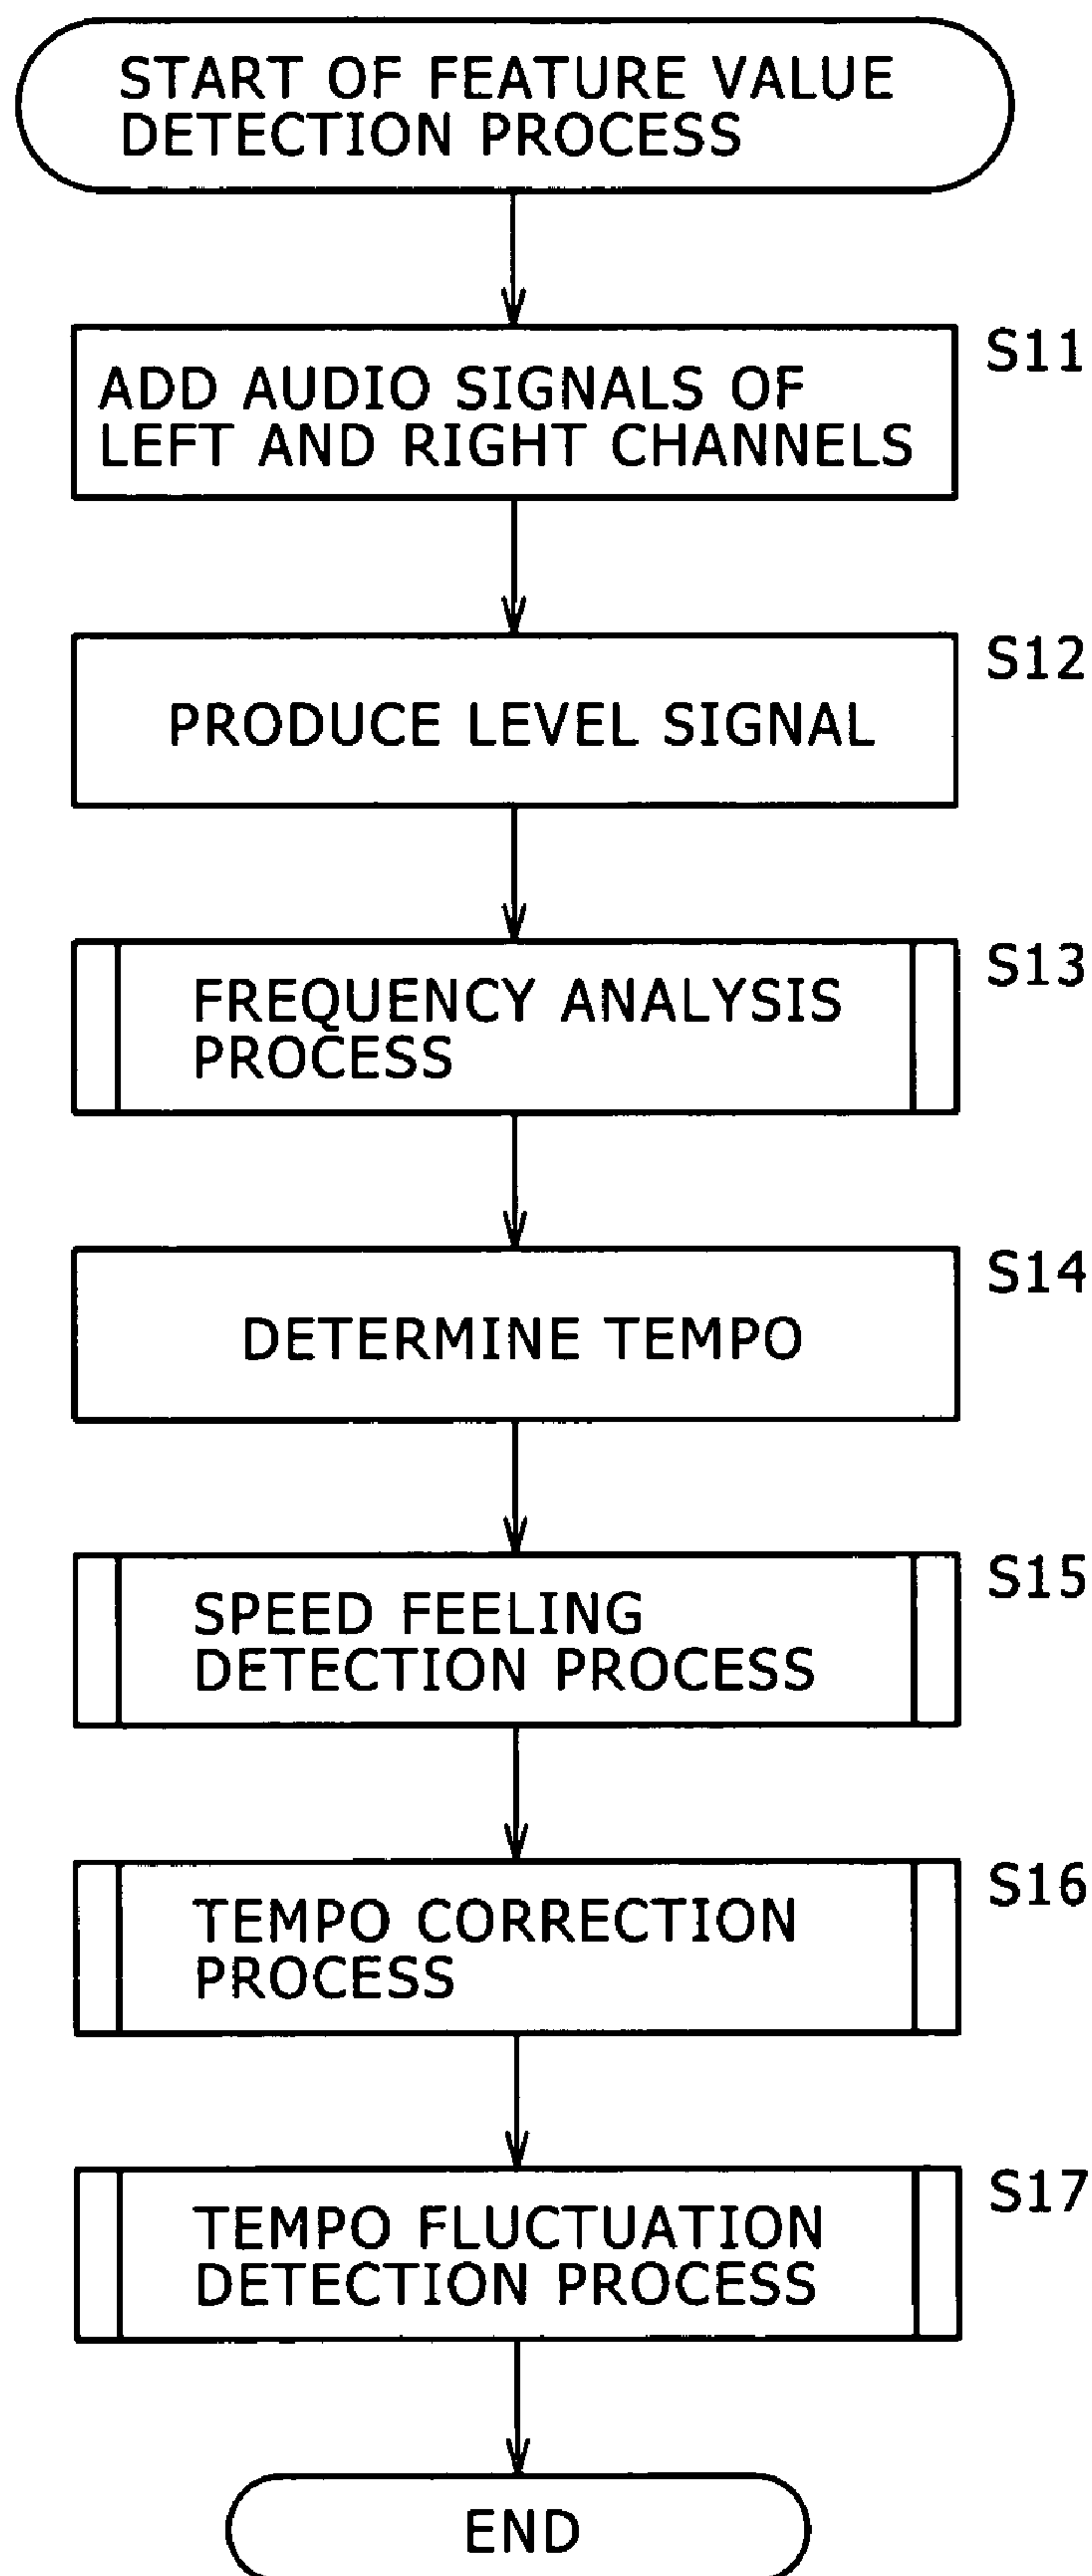 START OF FEATURE VALUE
DETECTION PROCESS
S11
ADD AUDIO SIGNALS OF
LEFT AND RIGHT CHANNELS
S12
PRODUCE LEVEL SIGNAL
S13
FREQUENCY ANALYSIS
PROCESS
S14
DETERMINE TEMPO
S15
SPEED FEELING
DETECTION PROCESS
S16
TEMPO CORRECTION
PROCESS
S17
TEMPO FLUCTUATION
DETECTION PROCESS
END